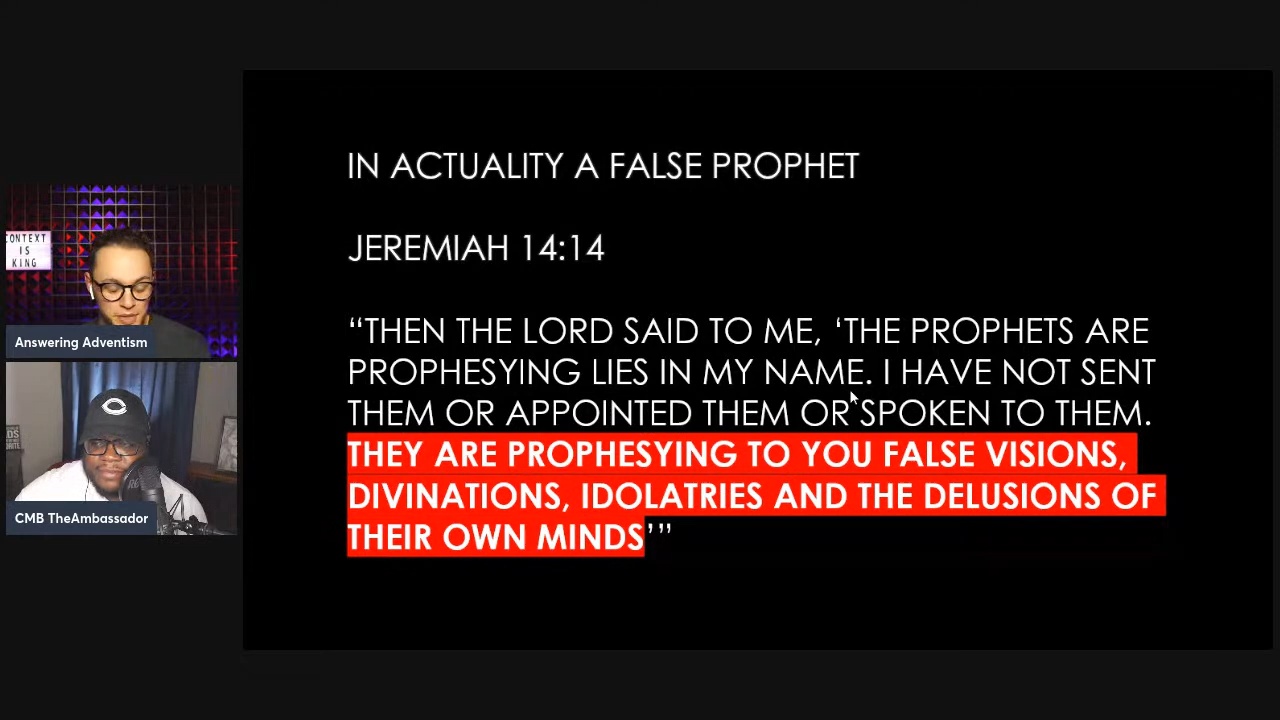 IN ACTUALITY A FALSE PROPHET
JEREMIAH 14:14
“THEN THE LORD SAID TO ME, ‘THE PROPHETS ARE
PROPHESYING LIES IN MY NAME. I HAVE NOT SENT
THEM OR APPOINTED THEM OR SPOKEN TO THEM.
THEY ARE PROPHESYING TO YOU FALSE VISIONS,
DIVINATIONS, IDOLATRIES AND THE DELUSIONS OF
THEIR OWN MINDS’”
CONTEXT
IS
KING
Answering Adventism
CMB TheAmbassador